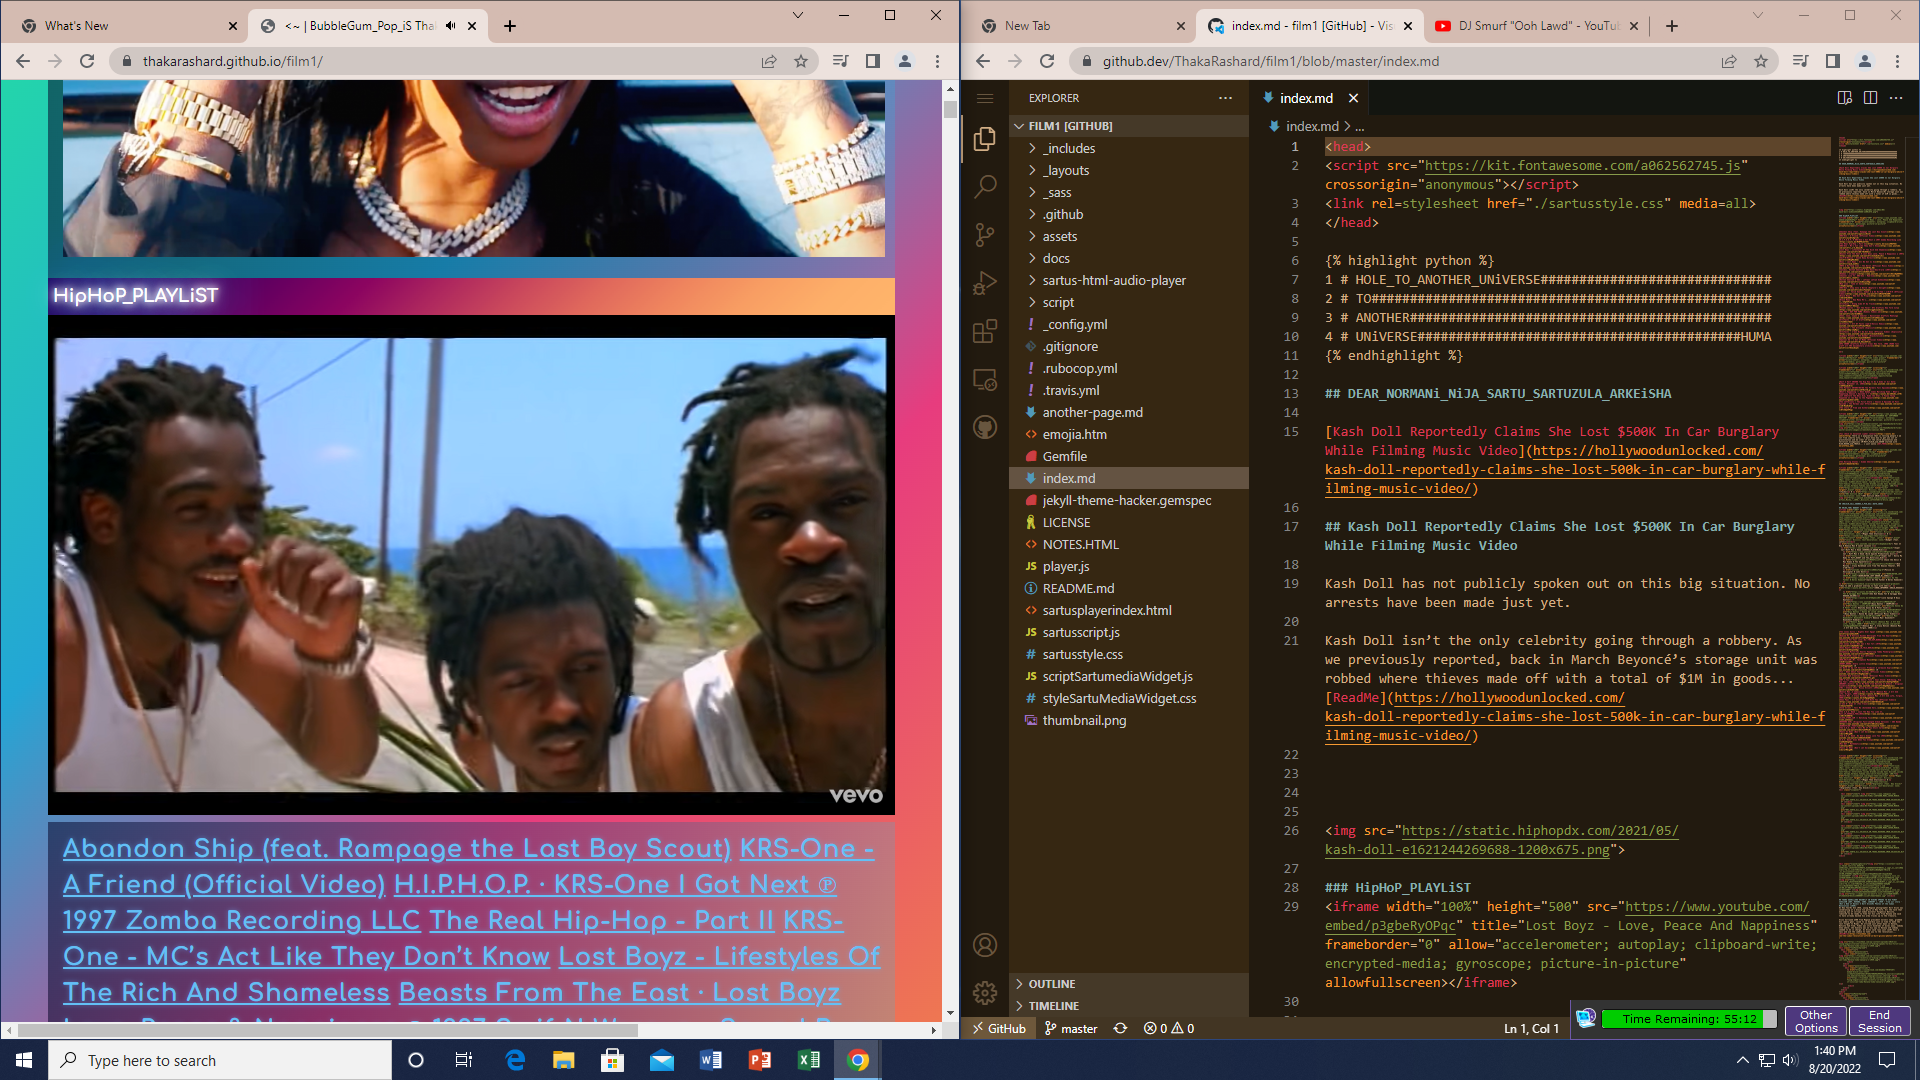 What's New
<~ | BubbleGum_Pop_iS Tha
thakarashard.github.io/film1/
HipHoP_PLAYLiST
vevo
Abandon Ship (feat. Rampage the Last Boy Scout) KRS-One -
A Friend (Official Video) H.I.P.H.O.P. · KRS-One I Got Next ℗
1997 Zomba Recording LLC The Real Hip-Hop - Part II KRS-
One - MC's Act Like They Don't Know Lost Boyz - Lifestyles Of
The Rich And Shameless Beasts From The East · Lost Boyz
New Tab
index.md - film1 [GitHub] - Vis
DJ Smurf "Ooh Lawd" - YouTu
github.dev/ThakaRashard/film1/blob/master/index.md
EXPLORER
FILM1 [GITHUB]
_includes
_layouts
_sass
.github
assets
docs
sartus-html-audio-player
script
_config.yml
.gitignore
.rubocop.yml
.travis.yml
another-page.md
emojia.htm
Gemfile
index.md
jekyll-theme-hacker.gemspec
LICENSE
NOTES.HTML
player.js
README.md
sartusplayerindex.html
sartusscript.js
sartusstyle.css
scriptSartumediaWidget.js
styleSartuMediaWidget.css
thumbnail.png
OUTLINE
TIMELINE
index.md
index.md > ...
1 <head>
2 <script src="https://kit.fontawesome.com/a062562745.js"
crossorigin="anonymous"></script>
3 <link rel=stylesheet href="./sartusstyle.css" media=all>
4 </head>
5
6 {% highlight python %}
7 1 # HOLE_TO_ANOTHER_UNiVERSE##############################
8 2 # TO####################################################
9 3 # ANOTHER###############################################
10 4 # UNiVERSE##########################################HUMA
11 {% endhighlight %}
12
13 ## DEAR_NORMANi_NiJA_SARTU_SARTUZULA_ARKEiSHA
14
15 [Kash Doll Reportedly Claims She Lost $500K In Car Burglary
While Filming Music Video](https://hollywoodunlocked.com/
kash-doll-reportedly-claims-she-lost-500k-in-car-burglary-while-f
ilming-music-video/)
16
17 ## Kash Doll Reportedly Claims She Lost $500K In Car Burglary
While Filming Music Video
18
19 Kash Doll has not publicly spoken out on this big situation. No
arrests have been made just yet.
20
21 Kash Doll isn't the only celebrity going through a robbery. As
we previously reported, back in March Beyoncé's storage unit was
robbed where thieves made off with a total of $1M in goods...
[ReadMe](https://hollywoodunlocked.com/
kash-doll-reportedly-claims-she-lost-500k-in-car-burglary-while-f
ilming-music-video/)
22
23
24
25
26 <img src="https://static.hiphopdx.com/2021/05/
kash-doll-e1621244269688-1200x675.png">
27
28 ### HipHoP_PLAYLiST
29 <iframe width="100%" height="500" src="https://www.youtube.com/
embed/p3gbeRyOPqc" title="Lost Boyz - Love, Peace And Nappiness"
frameborder="0" allow="accelerometer; autoplay; clipboard-write;
encrypted-media; gyroscope; picture-in-picture"
allowfullscreen></iframe>
30
GitHub
master
0 0
Ln 1, Col 1
Time Remaining: 55:12
Other Options
End Session
Type here to search
1:40 PM
8/20/2022